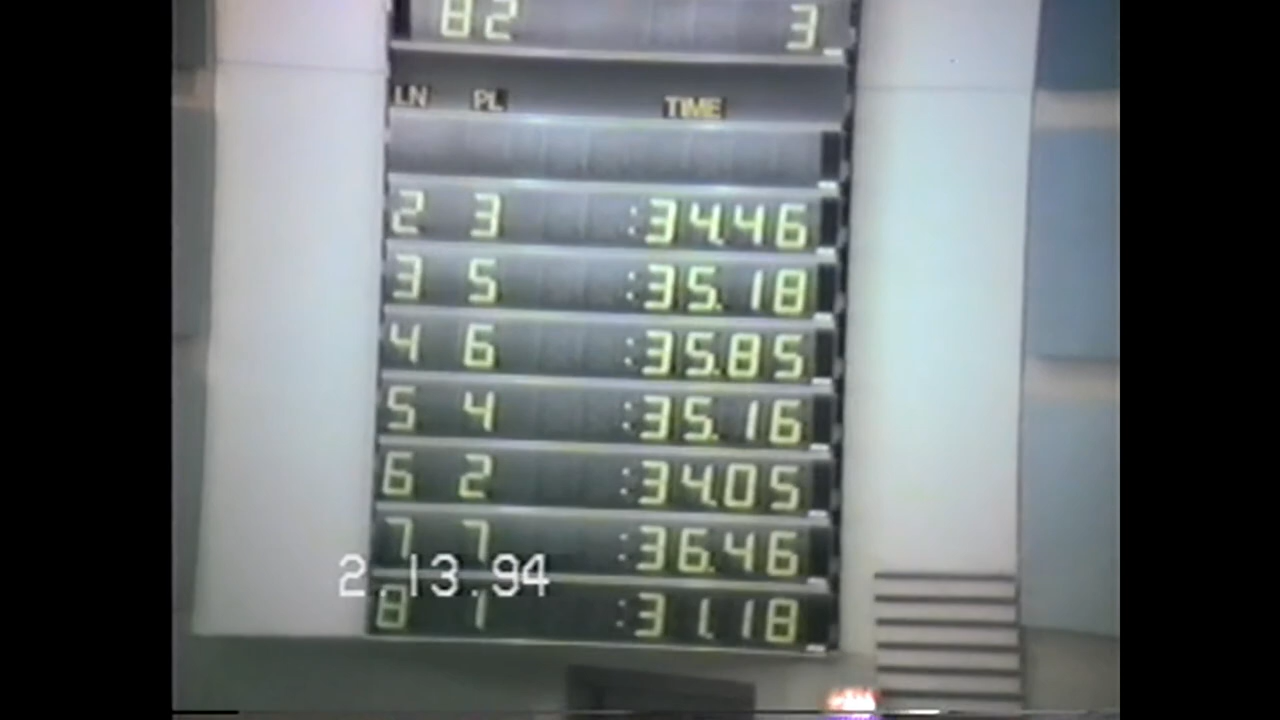 82 3
LN PL TIME
2 3 :34.46
3 5 :35.18
4 6 :35.85
5 4 :35.16
6 2 :34.05
7 7 :36.46
2.13.94
8 1 :31.18